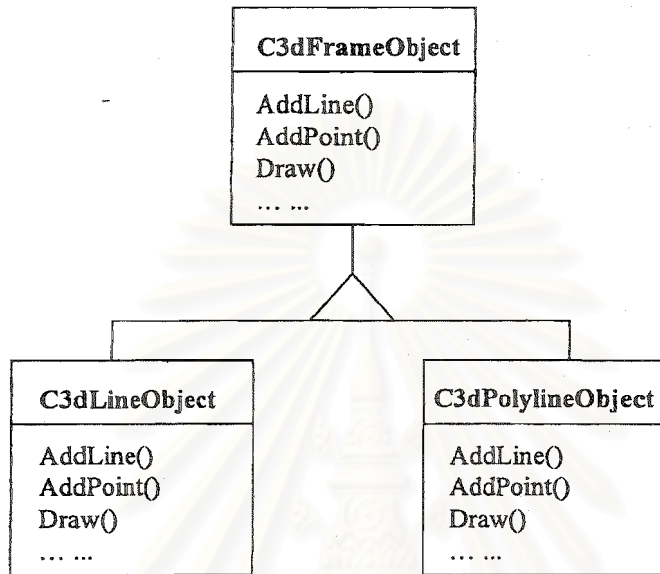 C3dFrameObject
AddLine()
AddPoint()
Draw()
... ...
C3dLineObject
AddLine()
AddPoint()
Draw()
... ...
C3dPolylineObject
AddLine()
AddPoint()
Draw()
... ...